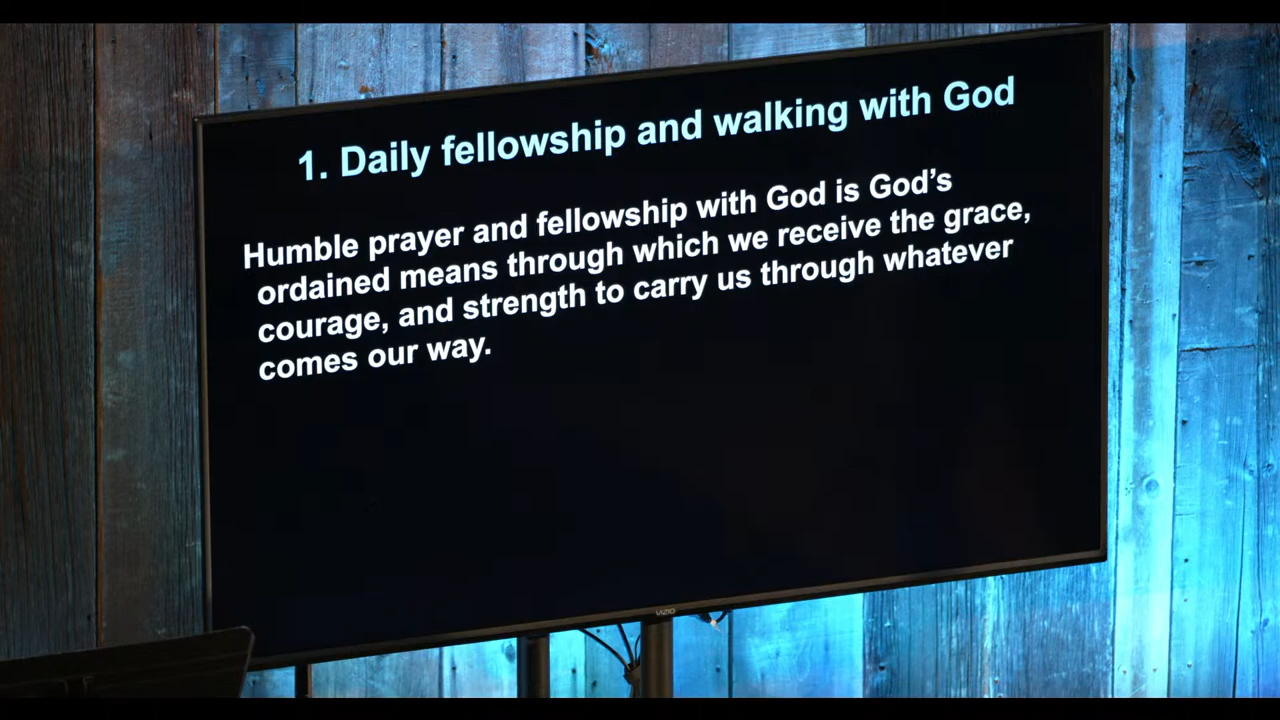 1. Daily fellowship and walking with God
Humble prayer and fellowship with God is God’s
ordained means through which we receive the grace,
courage, and strength to carry us through whatever
comes our way.
VIZIO